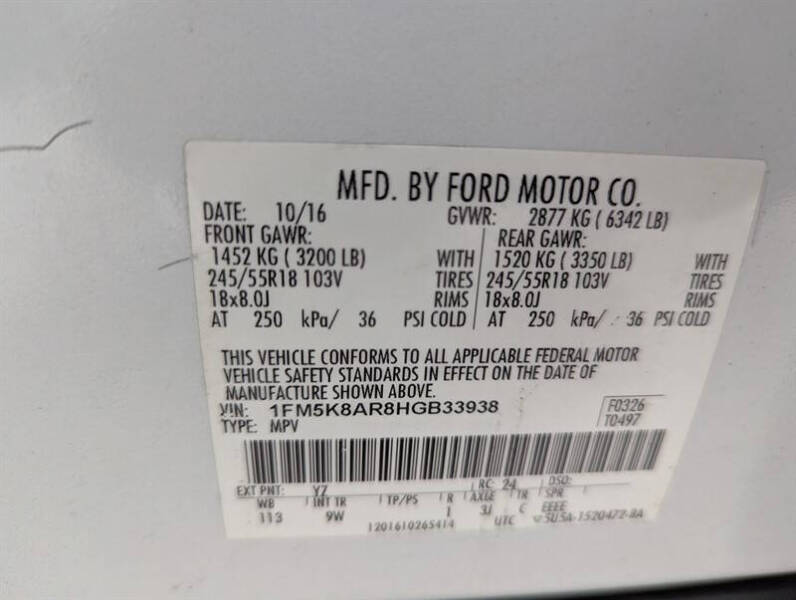 MFD. BY FORD MOTOR CO.
DATE: 10/16 GVWR: 2877 KG ( 6342 LB)
FRONT GAWR: REAR GAWR:
1452 KG ( 3200 LB) WITH 1520 KG ( 3350 LB) WITH
245/55R18 103V TIRES 245/55R18 103V TIRES
18x8.0J RIMS 18x8.0J RIMS
AT 250 kPa/ 36 PSI COLD AT 250 kPa/ 36 PSI COLD
THIS VEHICLE CONFORMS TO ALL APPLICABLE FEDERAL MOTOR
VEHICLE SAFETY STANDARDS IN EFFECT ON THE DATE OF
MANUFACTURE SHOWN ABOVE.
VIN: 1FM5K8AR8HGB33938 F0326
TYPE: MPV T0497
EXT PNT: YZ RC: 24 DSO:
WB INT TR TP/PS R AXLE TR SPR
113 9W 1 3J C EEEE
1201610265414 UTC